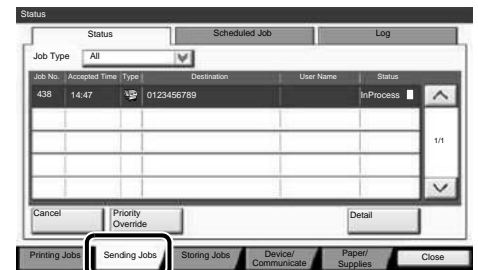 Status
Status Scheduled Job Log
Job Type All
Job No. Accepted Time Type Destination User Name Status
438 14:47 0123456789 InProcess
1/1
Cancel Priority Override Detail
Printing Jobs Sending Jobs Storing Jobs Device/Communicate Paper/Supplies Close